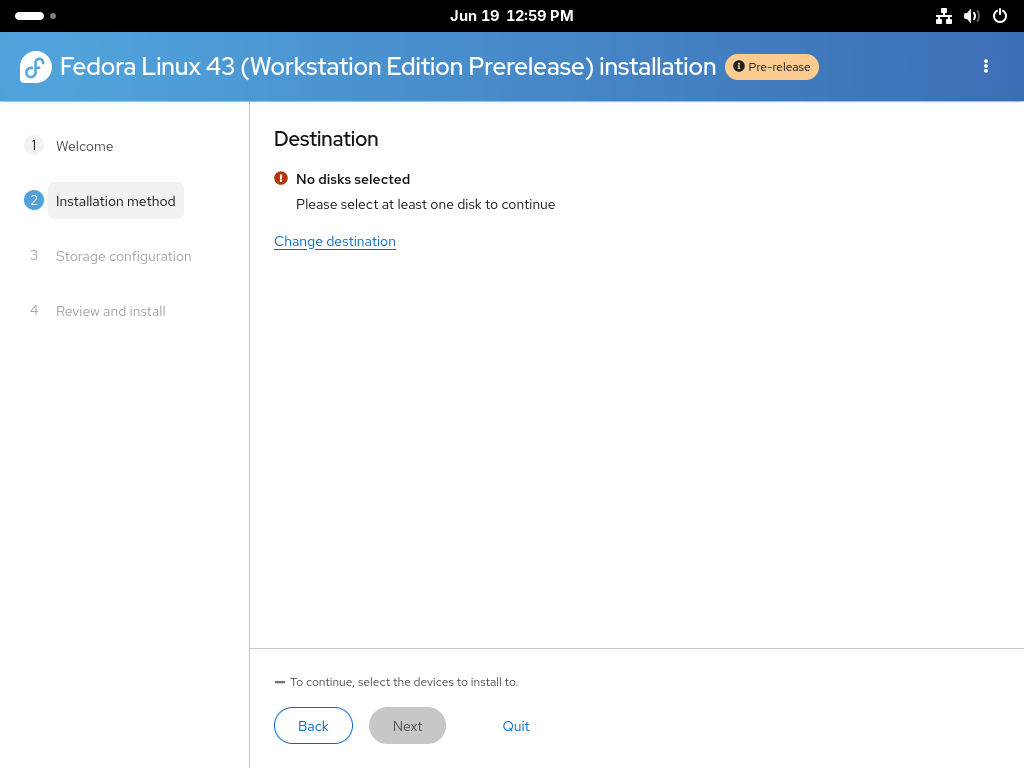 Jun 19 12:59 PM
Fedora Linux 43 (Workstation Edition Prerelease) installation
Pre-release
1 Welcome
2 Installation method
3 Storage configuration
4 Review and install
Destination
No disks selected
Please select at least one disk to continue
Change destination
To continue, select the devices to install to.
Back Next Quit